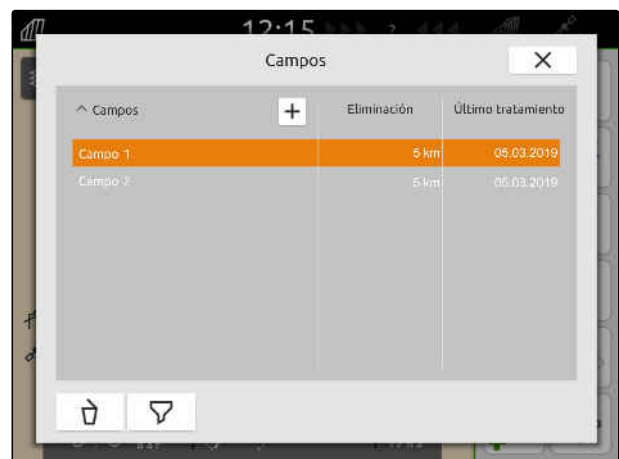 12:15
Campos
Campos + Eliminación Último tratamiento
Campo 1 5 km 05.03.2019
Campo 2 5 km 05.03.2019